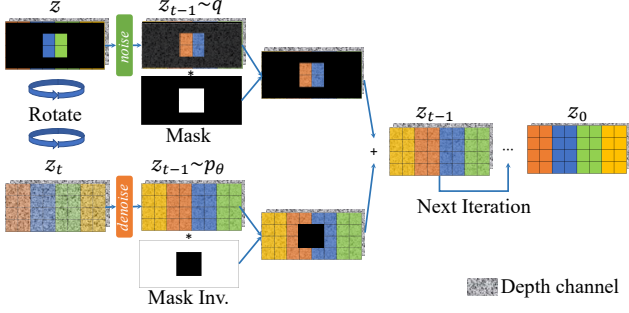 z
noise
z_{t-1}~q
*
Rotate
Mask
z_t
denoise
z_{t-1}~p_θ
*
Mask Inv.
+
z_{t-1}
...
z_0
Next Iteration
Depth channel